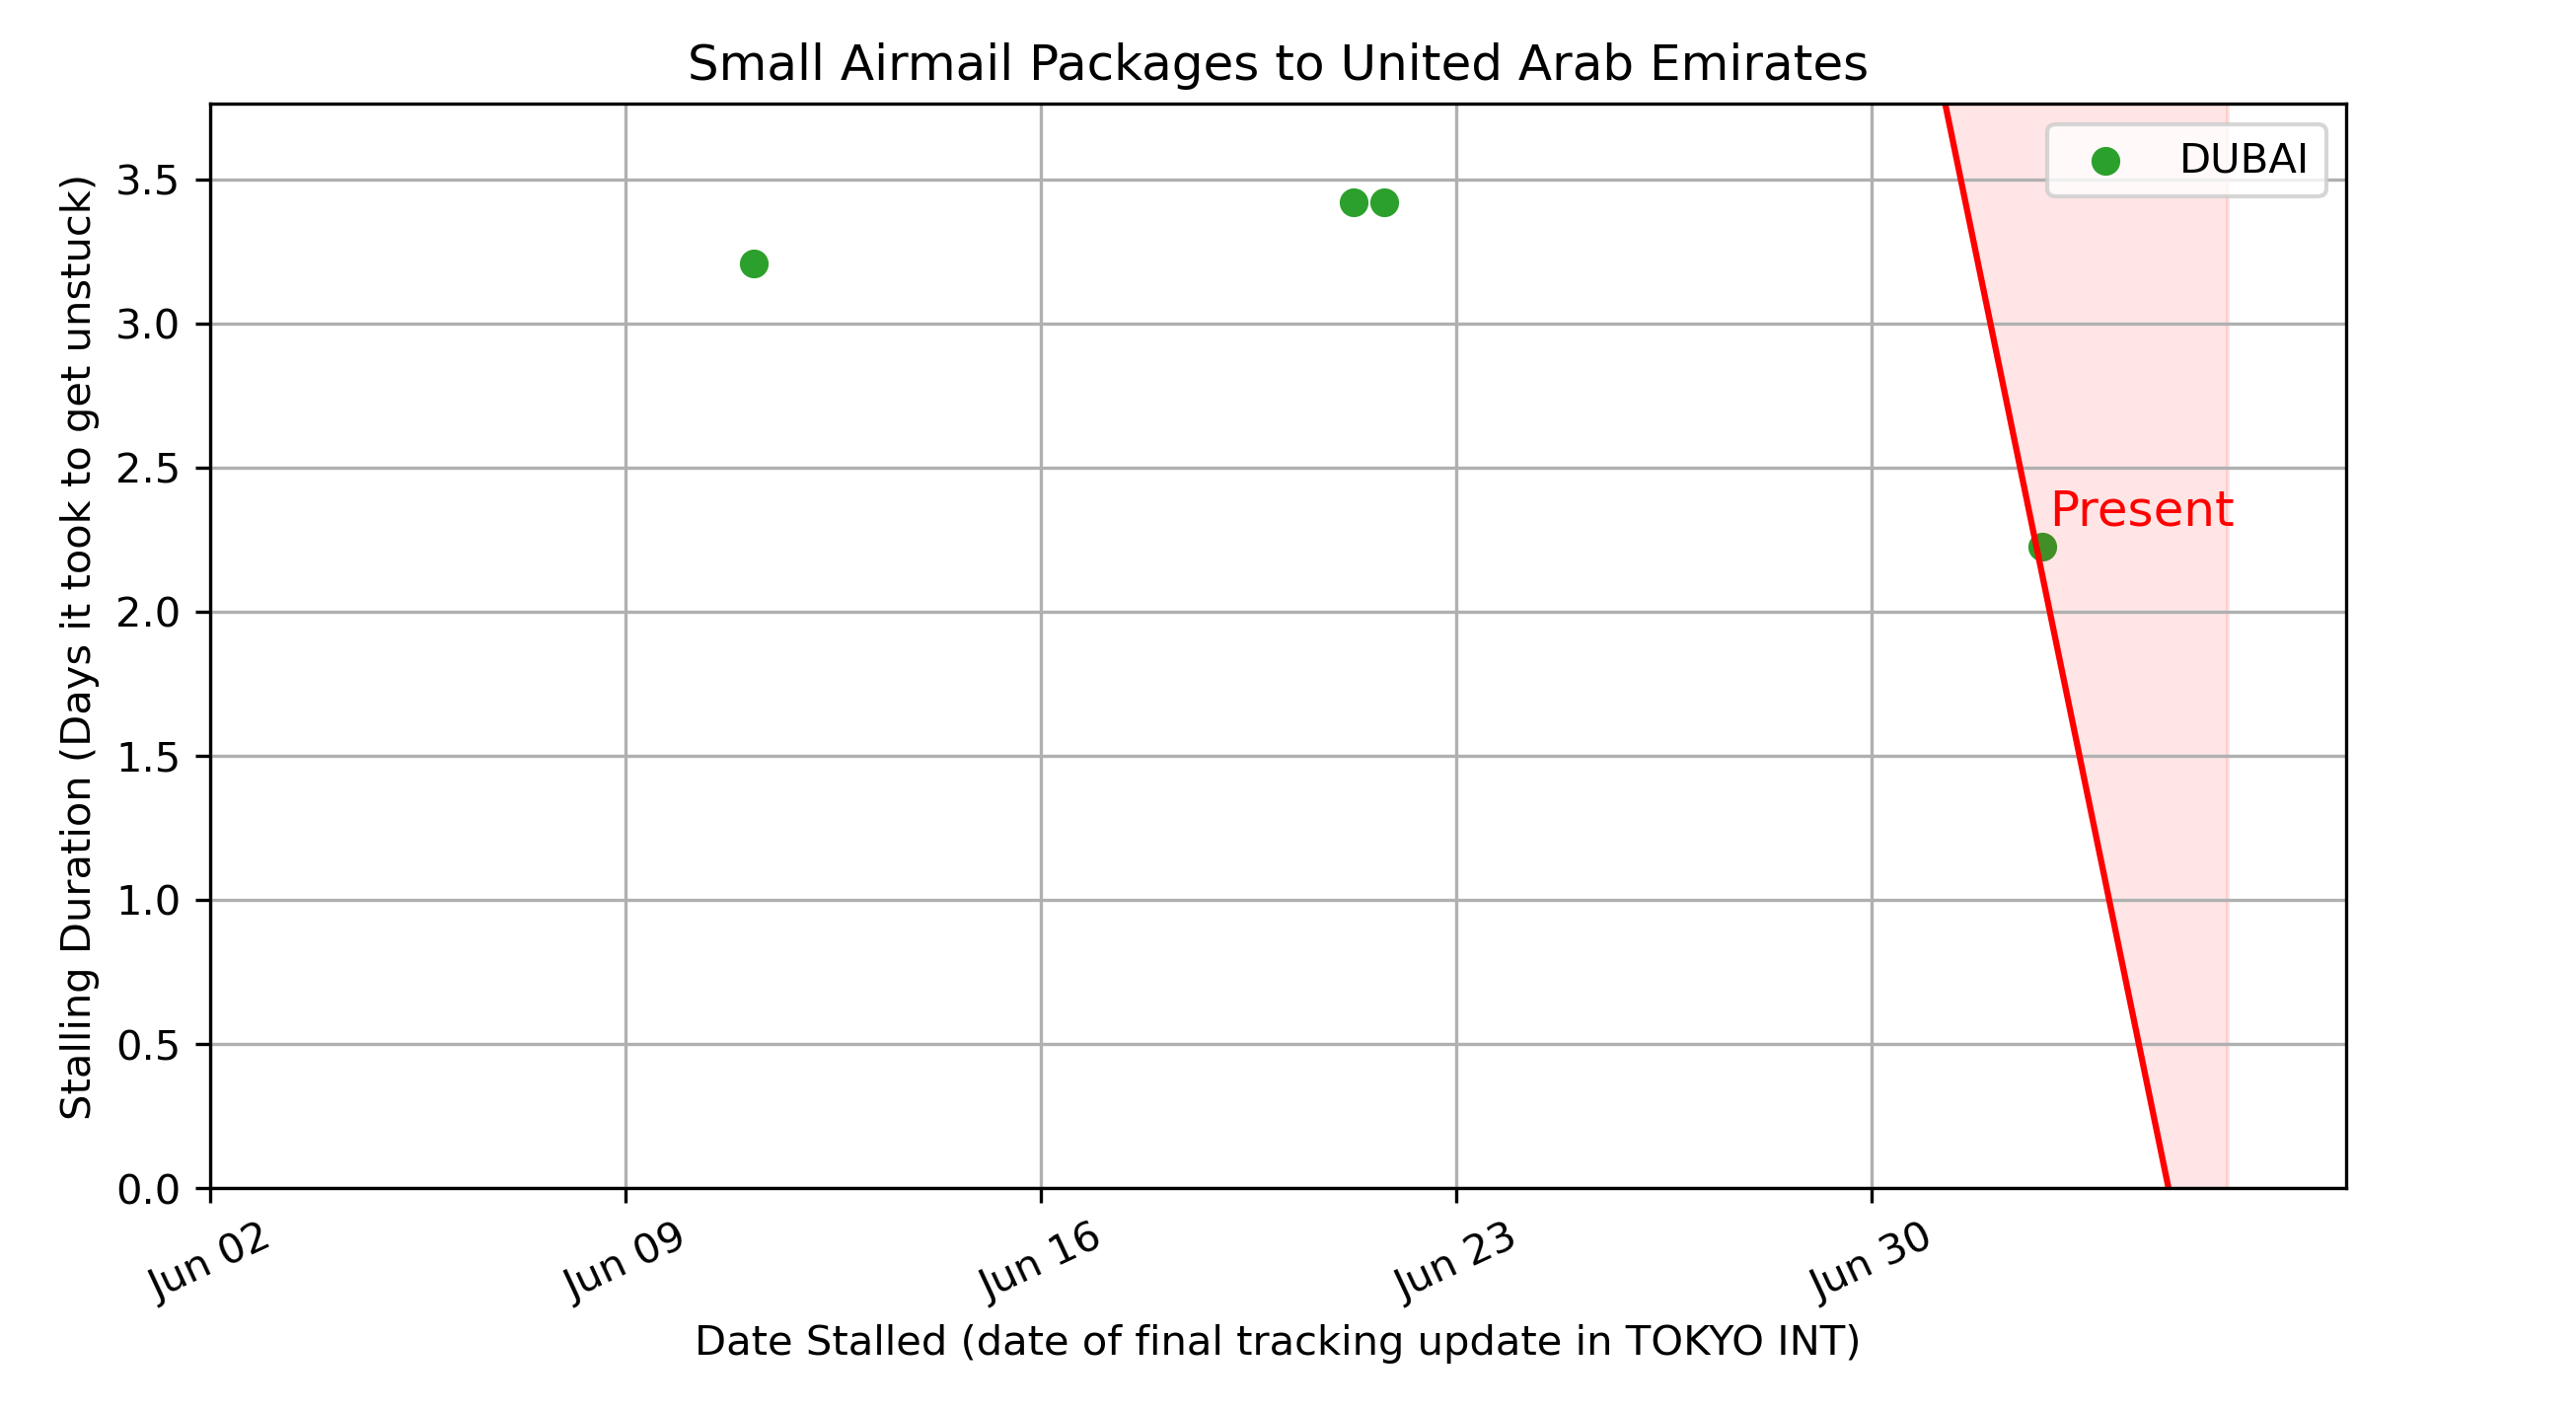 Small Airmail Packages to United Arab Emirates
DUBAI
Present
Stalling Duration (Days it took to get unstuck)
3.5
3.0
2.5
2.0
1.5
1.0
0.5
0.0
Jun 02
Jun 09
Jun 16
Jun 23
Jun 30
Date Stalled (date of final tracking update in TOKYO INT)